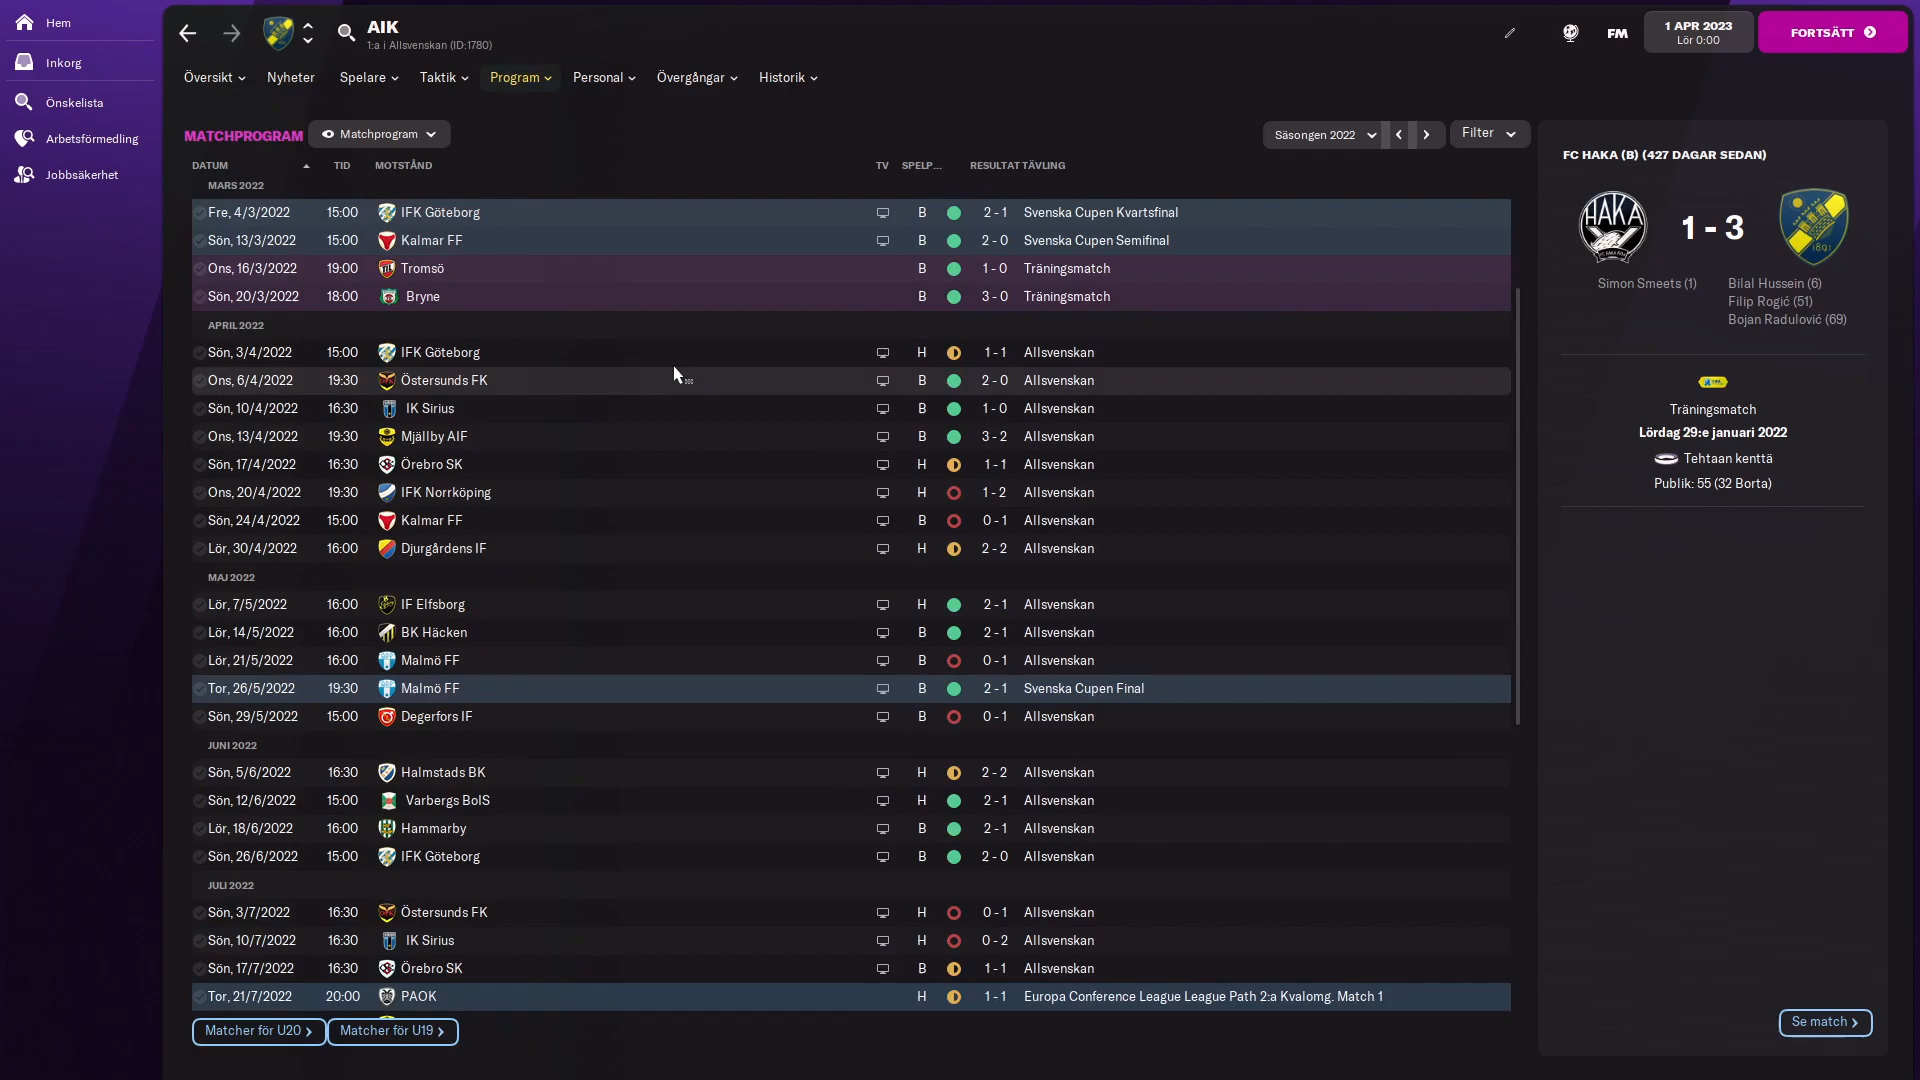 Hem
Inkorg
Önskelista
Arbetsförmedling
Jobbsäkerhet
AIK
1:a i Allsvenskan (ID:1780)
FM
1 APR 2023
Lör 0:00
FORTSÄTT
Översikt Nyheter Spelare Taktik Program Personal Övergångar Historik
MATCHPROGRAM Matchprogram Säsongen 2022 Filter
DATUM TID MOTSTÅND TV SPELP... RESULTAT TÄVLING
MARS 2022
Fre, 4/3/2022 15:00 IFK Göteborg B 2 - 1 Svenska Cupen Kvartsfinal
Sön, 13/3/2022 15:00 Kalmar FF B 2 - 0 Svenska Cupen Semifinal
Ons, 16/3/2022 19:00 Tromsö B 1 - 0 Träningsmatch
Sön, 20/3/2022 18:00 Bryne B 3 - 0 Träningsmatch
APRIL 2022
Sön, 3/4/2022 15:00 IFK Göteborg H 1 - 1 Allsvenskan
Ons, 6/4/2022 19:30 Östersunds FK B 2 - 0 Allsvenskan
Sön, 10/4/2022 16:30 IK Sirius B 1 - 0 Allsvenskan
Ons, 13/4/2022 19:30 Mjällby AIF B 3 - 2 Allsvenskan
Sön, 17/4/2022 16:30 Örebro SK H 1 - 1 Allsvenskan
Ons, 20/4/2022 19:30 IFK Norrköping H 1 - 2 Allsvenskan
Sön, 24/4/2022 15:00 Kalmar FF B 0 - 1 Allsvenskan
Lör, 30/4/2022 16:00 Djurgårdens IF H 2 - 2 Allsvenskan
MAJ 2022
Lör, 7/5/2022 16:00 IF Elfsborg H 2 - 1 Allsvenskan
Lör, 14/5/2022 16:00 BK Häcken B 2 - 1 Allsvenskan
Lör, 21/5/2022 16:00 Malmö FF B 0 - 1 Allsvenskan
Tor, 26/5/2022 19:30 Malmö FF B 2 - 1 Svenska Cupen Final
Sön, 29/5/2022 15:00 Degerfors IF B 0 - 1 Allsvenskan
JUNI 2022
Sön, 5/6/2022 16:30 Halmstads BK H 2 - 2 Allsvenskan
Sön, 12/6/2022 15:00 Varbergs BoIS H 2 - 1 Allsvenskan
Lör, 18/6/2022 16:00 Hammarby B 2 - 1 Allsvenskan
Sön, 26/6/2022 15:00 IFK Göteborg B 2 - 0 Allsvenskan
JULI 2022
Sön, 3/7/2022 16:30 Östersunds FK H 0 - 1 Allsvenskan
Sön, 10/7/2022 16:30 IK Sirius H 0 - 2 Allsvenskan
Sön, 17/7/2022 16:30 Örebro SK B 1 - 1 Allsvenskan
Tor, 21/7/2022 20:00 PAOK H 1 - 1 Europa Conference League League Path 2:a Kvalomg. Match 1
Matcher för U20 Matcher för U19
FC HAKA (B) (427 DAGAR SEDAN)
HAKA 1 - 3 1891
Simon Smeets (1) Bilal Hussein (6)
Filip Rogić (51)
Bojan Radulović (69)
Träningsmatch
Lördag 29:e januari 2022
Tehtaan kenttä
Publik: 55 (32 Borta)
Se match